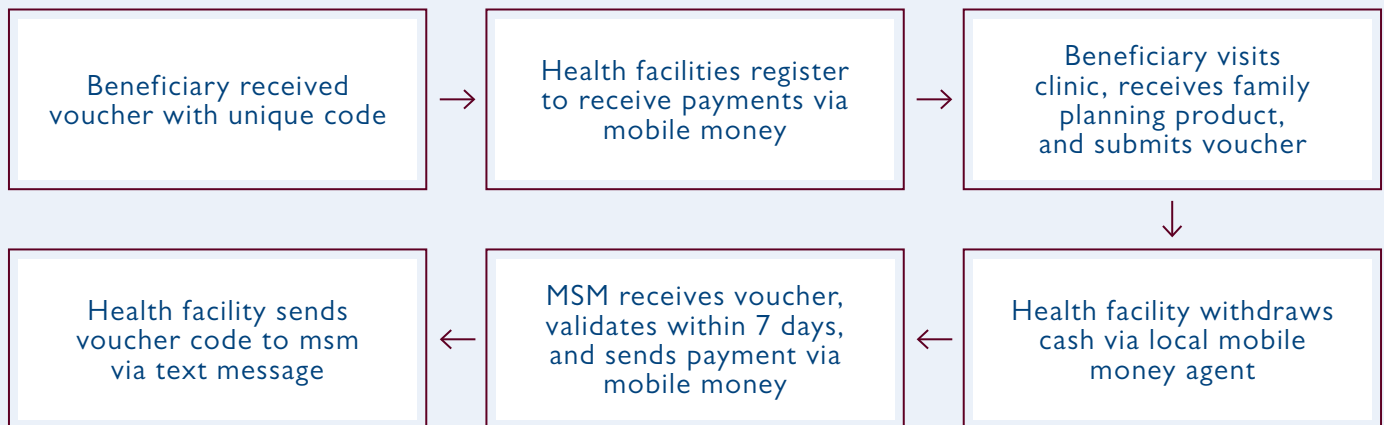 Beneficiary received
voucher with unique code
Health facilities register
to receive payments via
mobile money
Beneficiary visits
clinic, receives family
planning product,
and submits voucher
Health facility withdraws
cash via local mobile
money agent
MSM receives voucher,
validates within 7 days,
and sends payment via
mobile money
Health facility sends
voucher code to msm
via text message